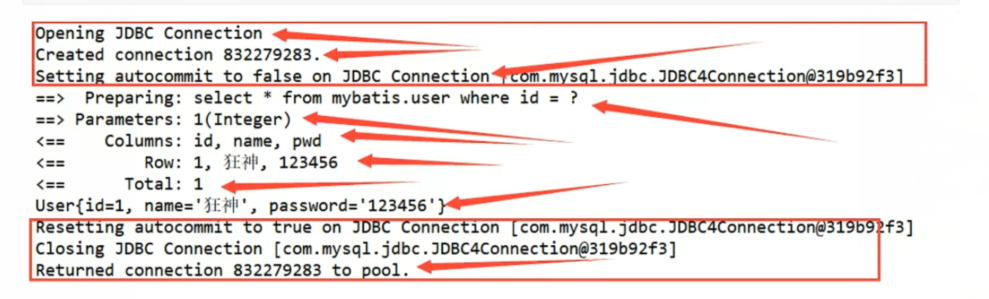 Opening JDBC Connection
Created connection 832279283.
Setting autocommit to false on JDBC Connection [com.mysql.jdbc.JDBC4Connection@319b92f3]
==>  Preparing: select * from mybatis.user where id = ?
==> Parameters: 1(Integer)
<==    Columns: id, name, pwd
<==        Row: 1, 狂神, 123456
<==      Total: 1
User{id=1, name='狂神', password='123456'}
Resetting autocommit to true on JDBC Connection [com.mysql.jdbc.JDBC4Connection@319b92f3]
Closing JDBC Connection [com.mysql.jdbc.JDBC4Connection@319b92f3]
Returned connection 832279283 to pool.